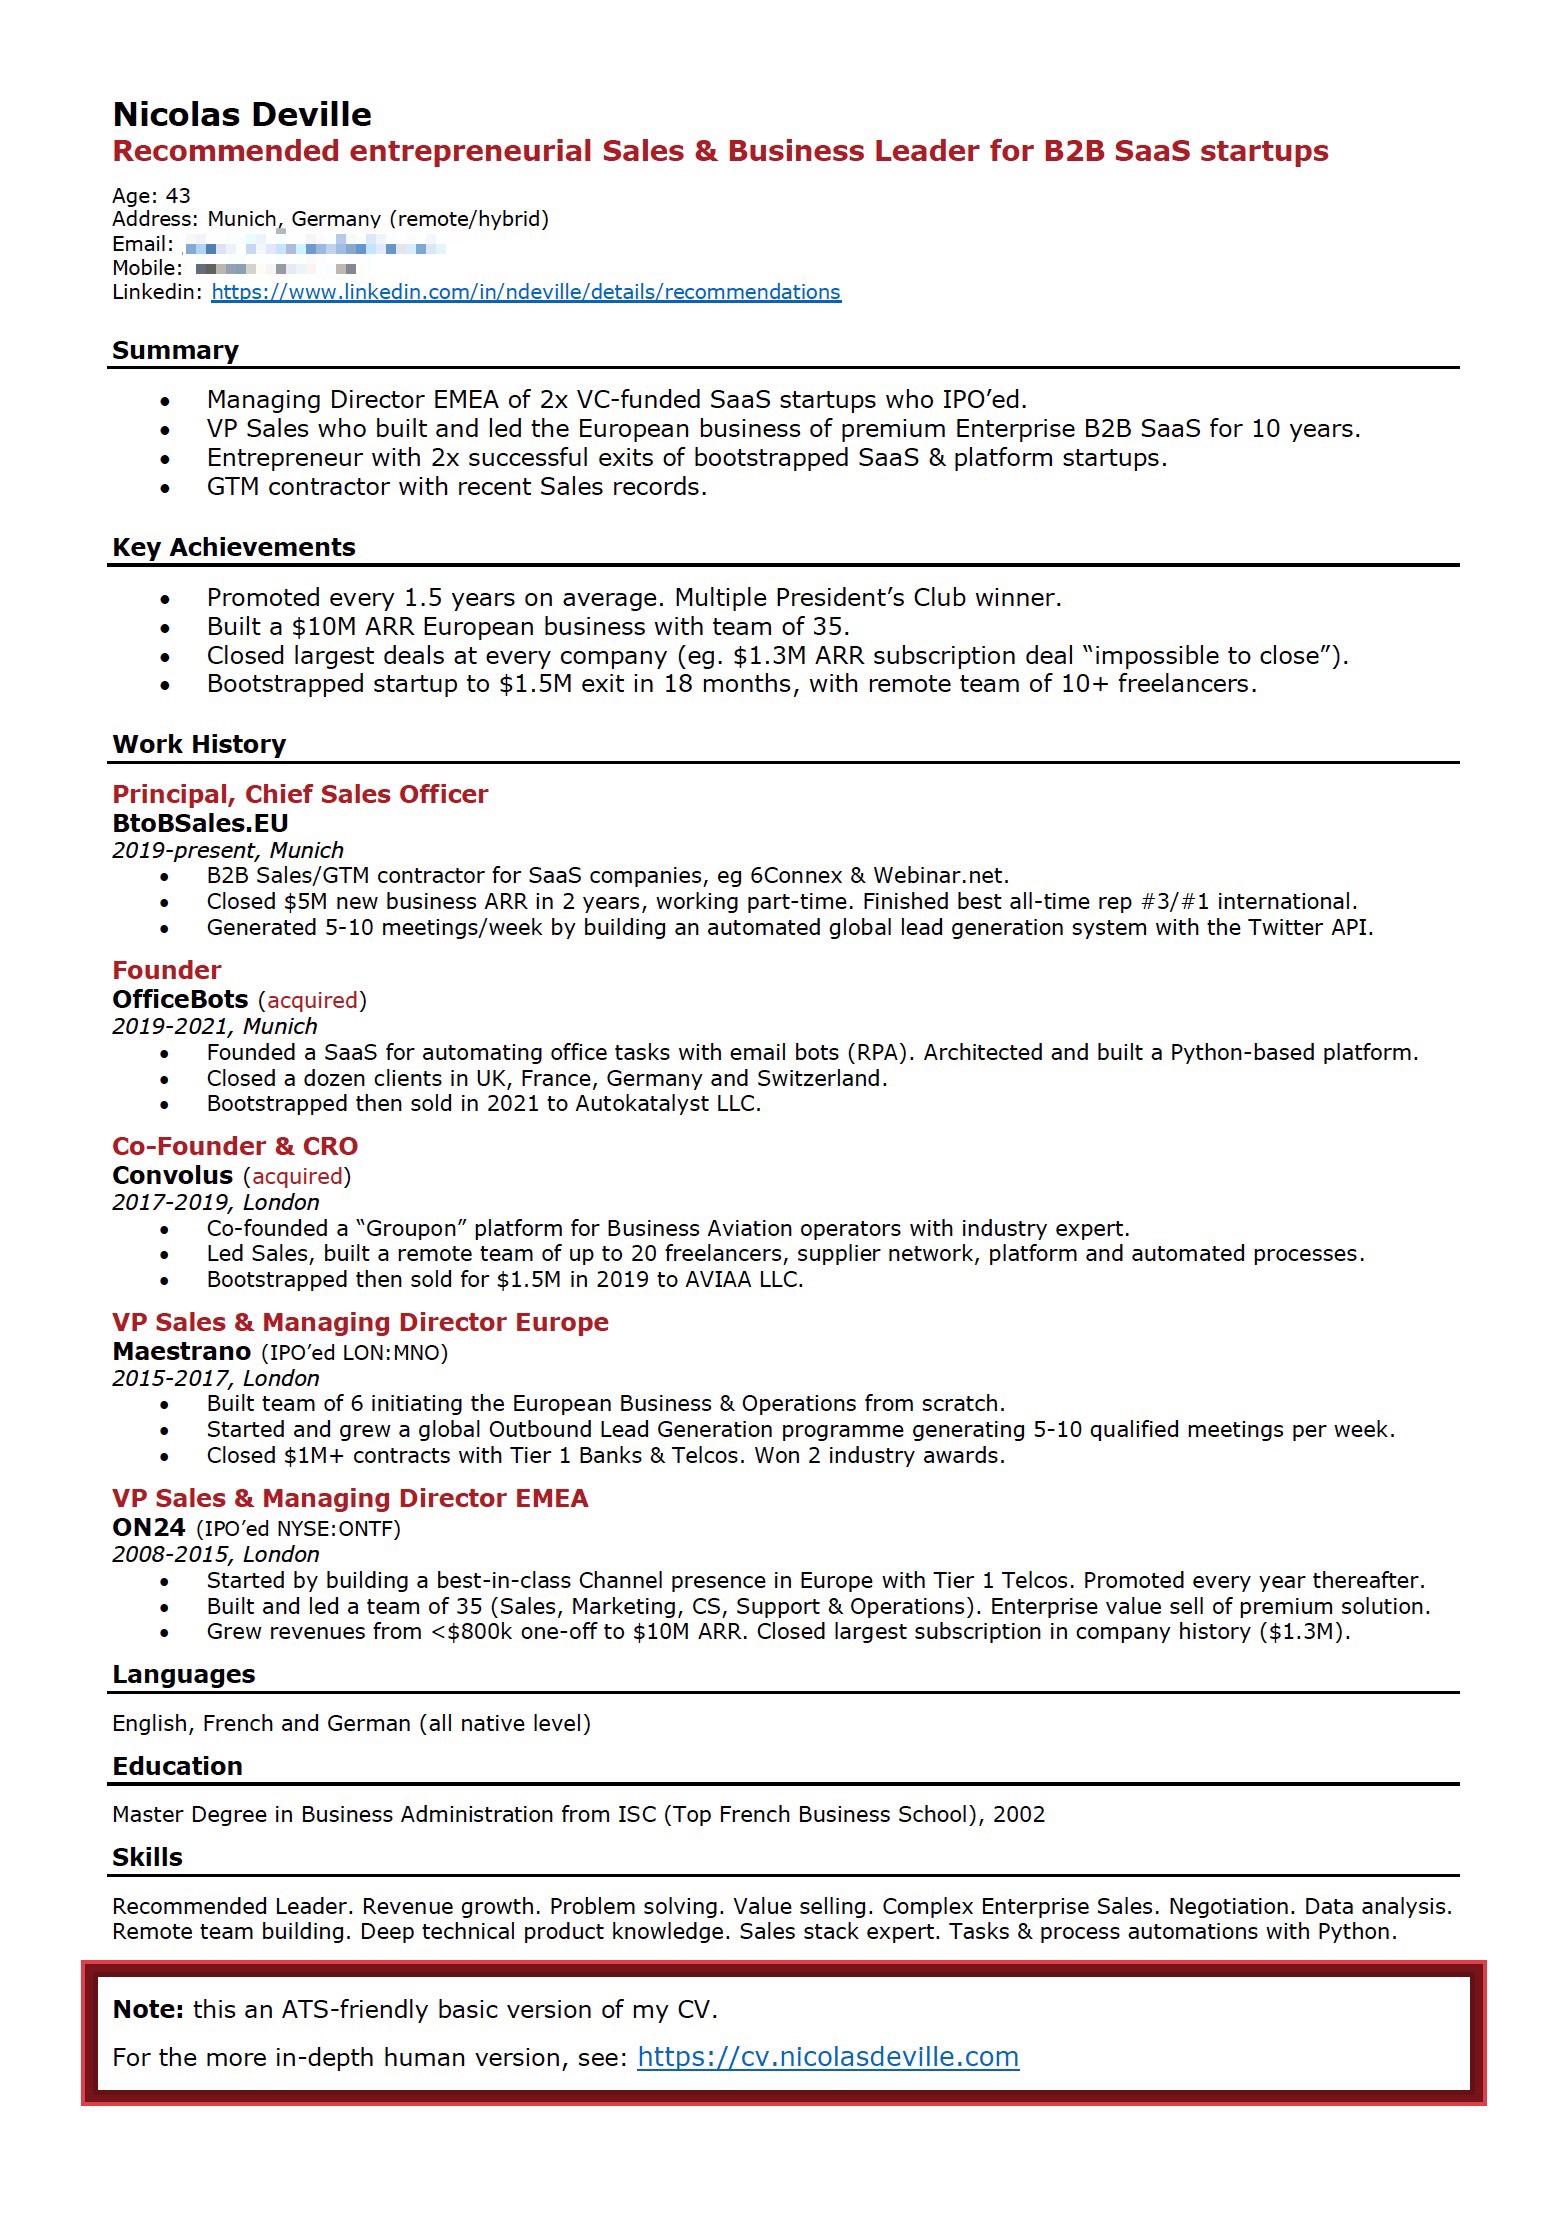 Nicolas Deville
Recommended entrepreneurial Sales & Business Leader for B2B SaaS startups
Age: 43
Address: Munich, Germany (remote/hybrid)
Email:
Mobile:
Linkedin: https://www.linkedin.com/in/ndeville/details/recommendations
Summary
• Managing Director EMEA of 2x VC-funded SaaS startups who IPO’ed.
• VP Sales who built and led the European business of premium Enterprise B2B SaaS for 10 years.
• Entrepreneur with 2x successful exits of bootstrapped SaaS & platform startups.
• GTM contractor with recent Sales records.
Key Achievements
• Promoted every 1.5 years on average. Multiple President’s Club winner.
• Built a $10M ARR European business with team of 35.
• Closed largest deals at every company (eg. $1.3M ARR subscription deal “impossible to close”).
• Bootstrapped startup to $1.5M exit in 18 months, with remote team of 10+ freelancers.
Work History
Principal, Chief Sales Officer
BtoBSales.EU
2019-present, Munich
• B2B Sales/GTM contractor for SaaS companies, eg 6Connex & Webinar.net.
• Closed $5M new business ARR in 2 years, working part-time. Finished best all-time rep #3/#1 international.
• Generated 5-10 meetings/week by building an automated global lead generation system with the Twitter API.
Founder
OfficeBots (acquired)
2019-2021, Munich
• Founded a SaaS for automating office tasks with email bots (RPA). Architected and built a Python-based platform.
• Closed a dozen clients in UK, France, Germany and Switzerland.
• Bootstrapped then sold in 2021 to Autokatalyst LLC.
Co-Founder & CRO
Convolus (acquired)
2017-2019, London
• Co-founded a “Groupon” platform for Business Aviation operators with industry expert.
• Led Sales, built a remote team of up to 20 freelancers, supplier network, platform and automated processes.
• Bootstrapped then sold for $1.5M in 2019 to AVIAA LLC.
VP Sales & Managing Director Europe
Maestrano (IPO’ed LON:MNO)
2015-2017, London
• Built team of 6 initiating the European Business & Operations from scratch.
• Started and grew a global Outbound Lead Generation programme generating 5-10 qualified meetings per week.
• Closed $1M+ contracts with Tier 1 Banks & Telcos. Won 2 industry awards.
VP Sales & Managing Director EMEA
ON24 (IPO’ed NYSE:ONTF)
2008-2015, London
• Started by building a best-in-class Channel presence in Europe with Tier 1 Telcos. Promoted every year thereafter.
• Built and led a team of 35 (Sales, Marketing, CS, Support & Operations). Enterprise value sell of premium solution.
• Grew revenues from <$800k one-off to $10M ARR. Closed largest subscription in company history ($1.3M).
Languages
English, French and German (all native level)
Education
Master Degree in Business Administration from ISC (Top French Business School), 2002
Skills
Recommended Leader. Revenue growth. Problem solving. Value selling. Complex Enterprise Sales. Negotiation. Data analysis.
Remote team building. Deep technical product knowledge. Sales stack expert. Tasks & process automations with Python.
Note: this an ATS-friendly basic version of my CV.
For the more in-depth human version, see: https://cv.nicolasdeville.com